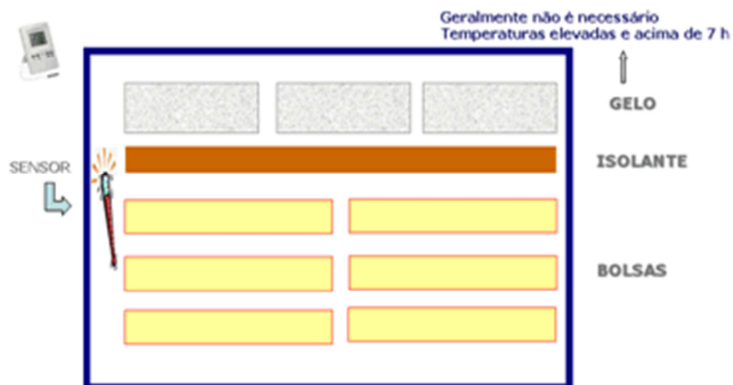 Geralmente não é necessário
Temperaturas elevadas e acima de 7 h
GELO
SENSOR
ISOLANTE
BOLSAS